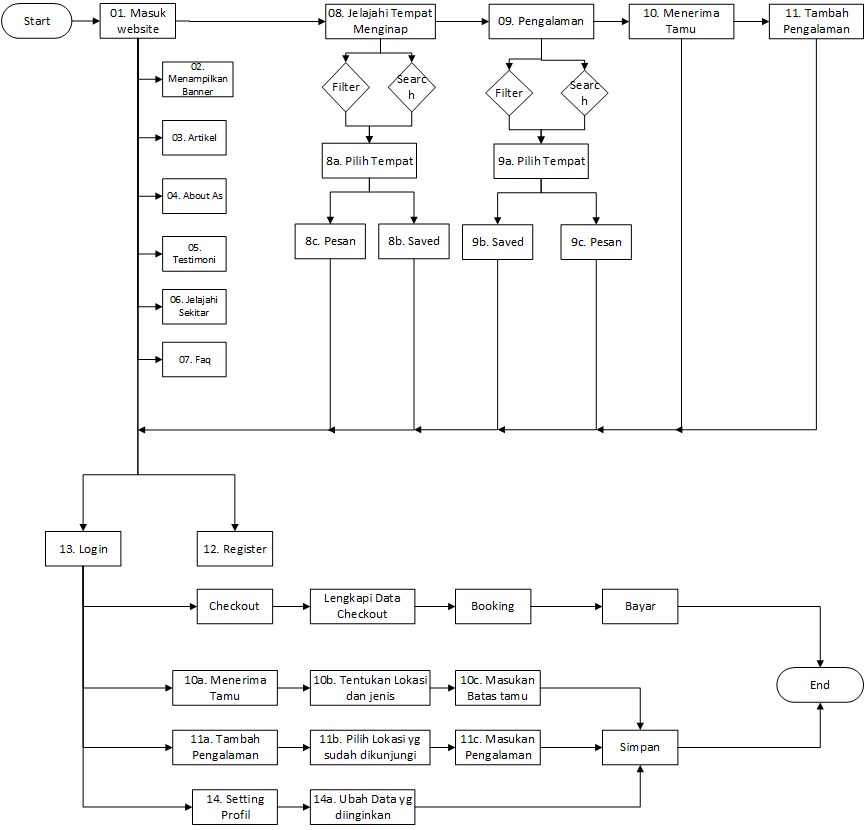 Start
01. Masuk
website
08. Jelajahi Tempat
Menginap
09. Pengalaman
10. Menerima
Tamu
11. Tambah
Pengalaman
02.
Menampilkan
Banner
Filter
Searc
h
Filter
Searc
h
03. Artikel
8a. Pilih Tempat
9a. Pilih Tempat
04. About As
05.
Testimoni
8c. Pesan
8b. Saved
9b. Saved
9c. Pesan
06. Jelajahi
Sekitar
07. Faq
13. Login
12. Register
Checkout
Lengkapi Data
Checkout
Booking
Bayar
10a. Menerima
Tamu
10b. Tentukan Lokasi
dan jenis
10c. Masukan
Batas tamu
End
11a. Tambah
Pengalaman
11b. Pilih Lokasi yg
sudah dikunjungi
11c. Masukan
Pengalaman
Simpan
14. Setting
Profil
14a. Ubah Data yg
diinginkan